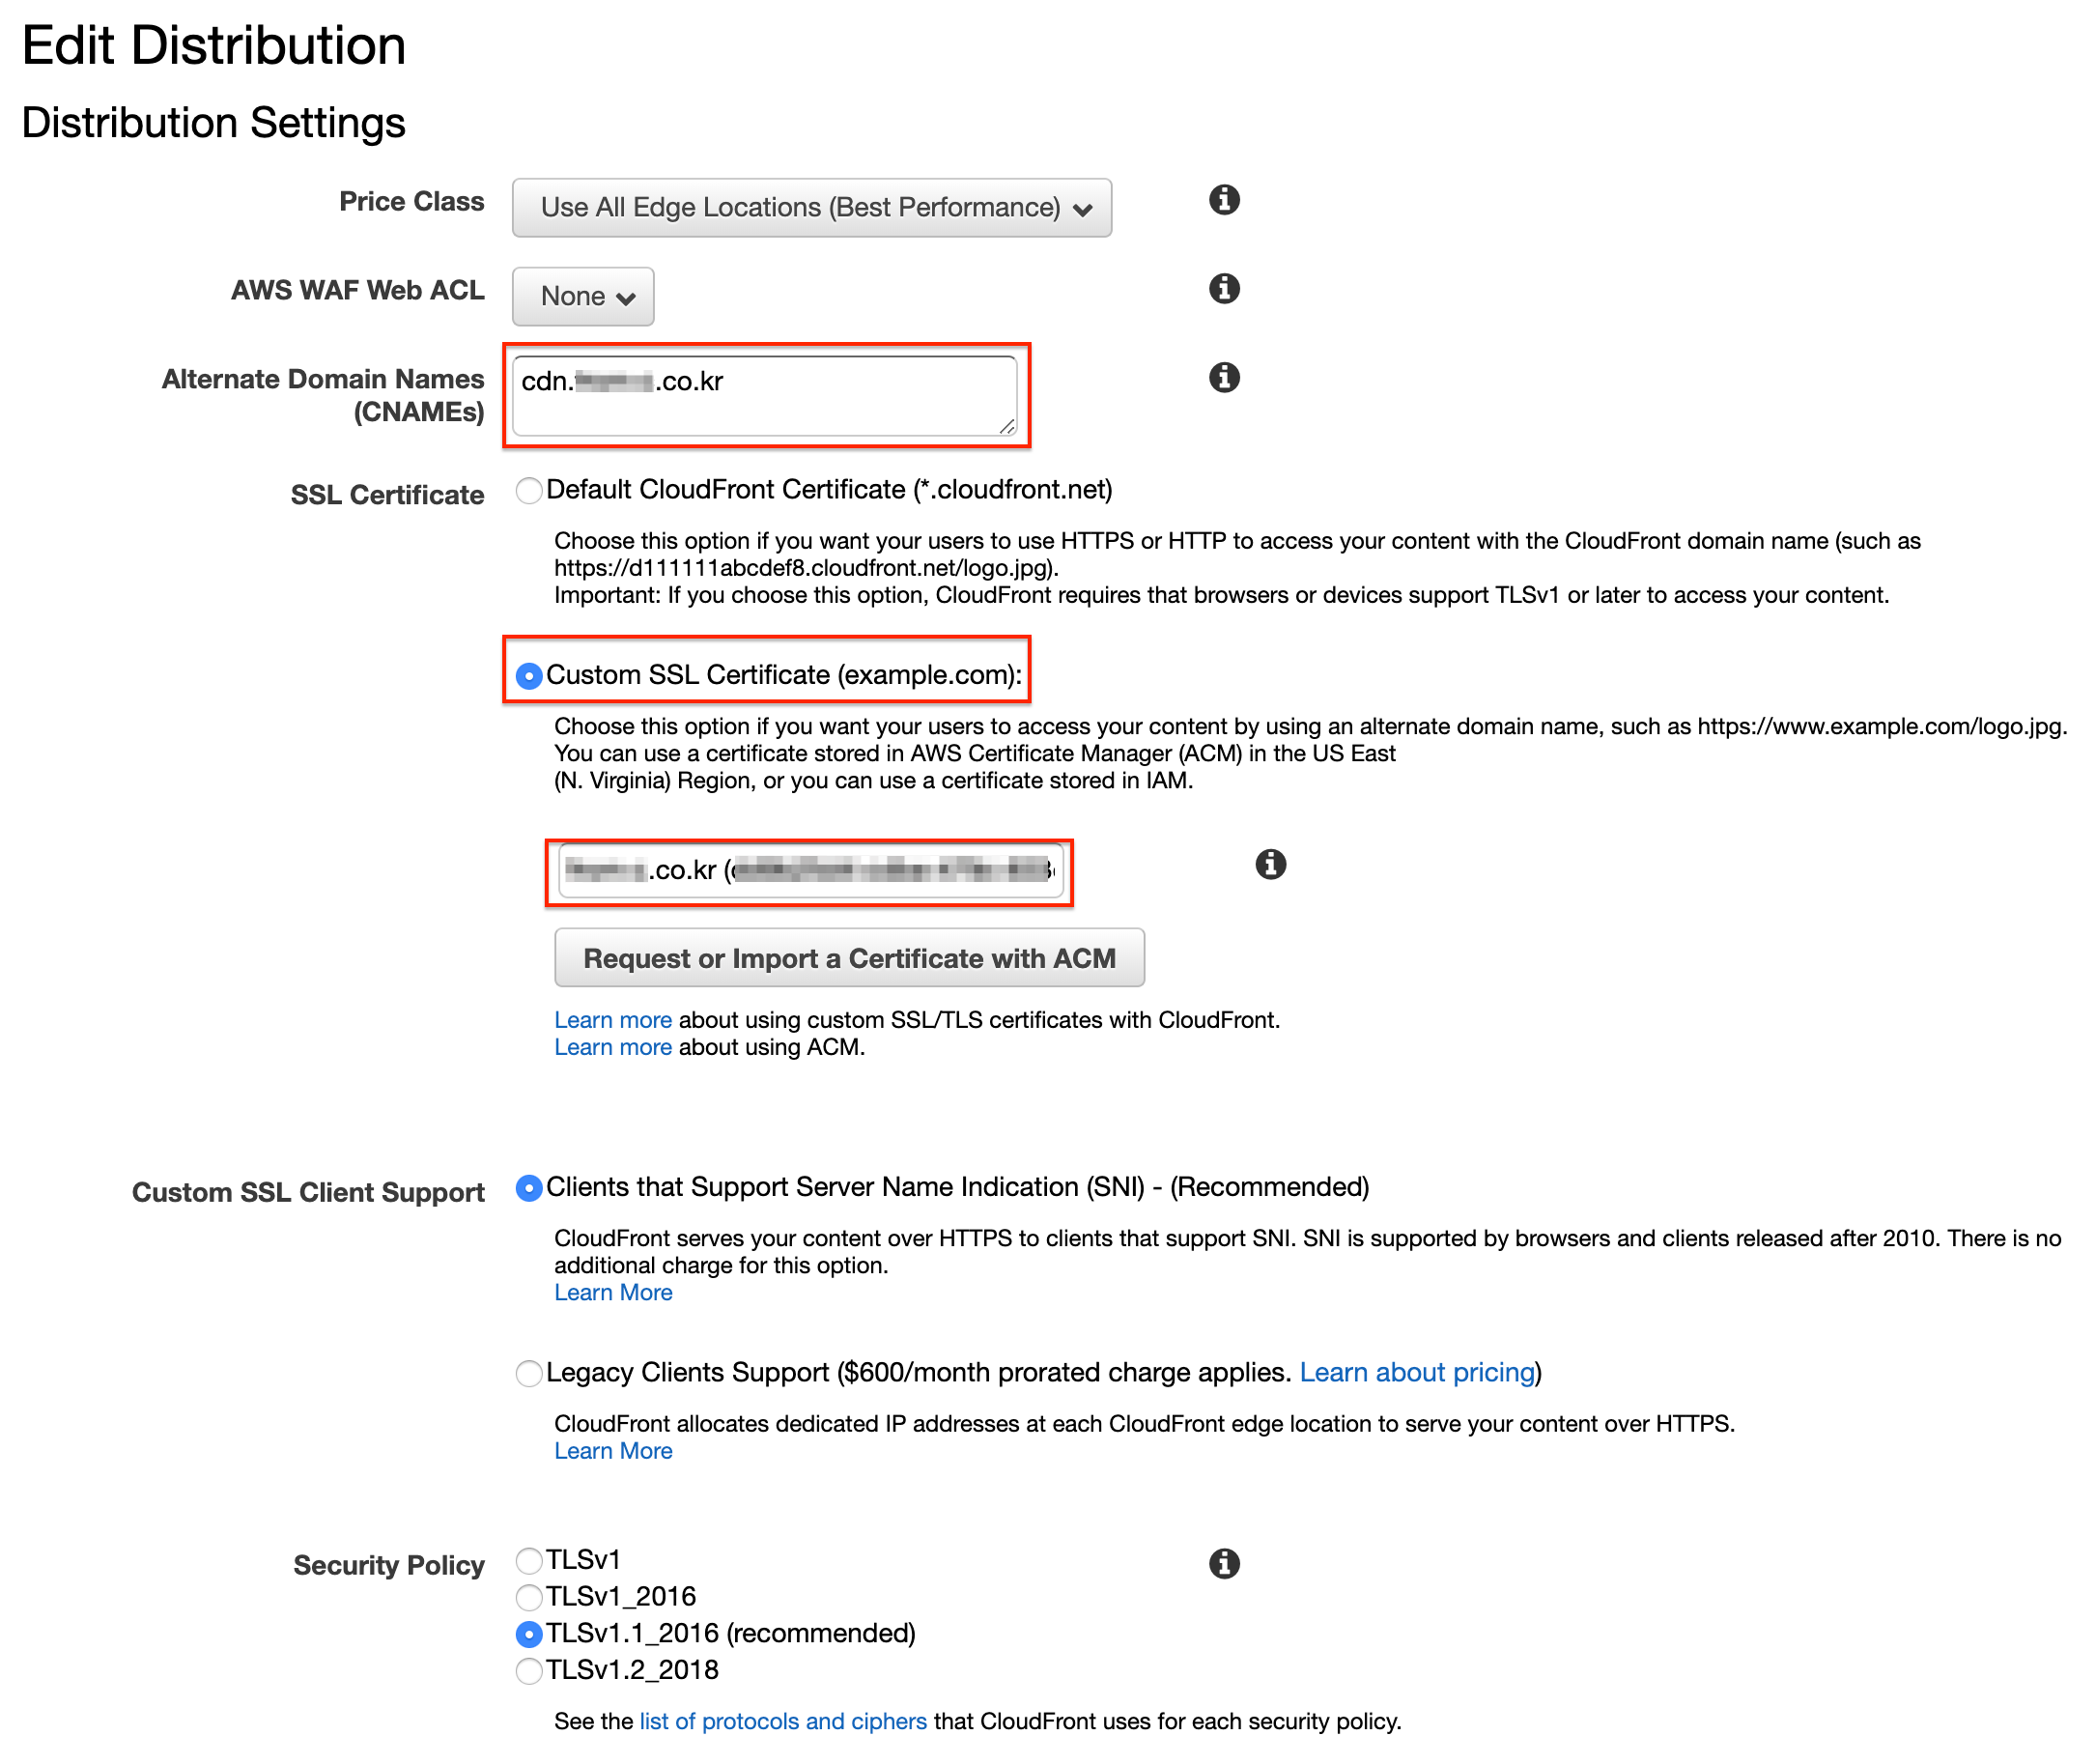 Edit Distribution
Distribution Settings
Price Class
Use All Edge Locations (Best Performance)
AWS WAF Web ACL
None
Alternate Domain Names
(CNAMEs)
cdn. .co.kr
SSL Certificate
Default CloudFront Certificate (*.cloudfront.net)
Choose this option if you want your users to use HTTPS or HTTP to access your content with the CloudFront domain name (such as
https://d111111abcdef8.cloudfront.net/logo.jpg).
Important: If you choose this option, CloudFront requires that browsers or devices support TLSv1 or later to access your content.
Custom SSL Certificate (example.com):
Choose this option if you want your users to access your content by using an alternate domain name, such as https://www.example.com/logo.jpg.
You can use a certificate stored in AWS Certificate Manager (ACM) in the US East
(N. Virginia) Region, or you can use a certificate stored in IAM.
.co.kr (
Request or Import a Certificate with ACM
Learn more about using custom SSL/TLS certificates with CloudFront.
Learn more about using ACM.
Custom SSL Client Support
Clients that Support Server Name Indication (SNI) - (Recommended)
CloudFront serves your content over HTTPS to clients that support SNI. SNI is supported by browsers and clients released after 2010. There is no
additional charge for this option.
Learn More
Legacy Clients Support ($600/month prorated charge applies. Learn about pricing)
CloudFront allocates dedicated IP addresses at each CloudFront edge location to serve your content over HTTPS.
Learn More
Security Policy
TLSv1
TLSv1_2016
TLSv1.1_2016 (recommended)
TLSv1.2_2018
See the list of protocols and ciphers that CloudFront uses for each security policy.